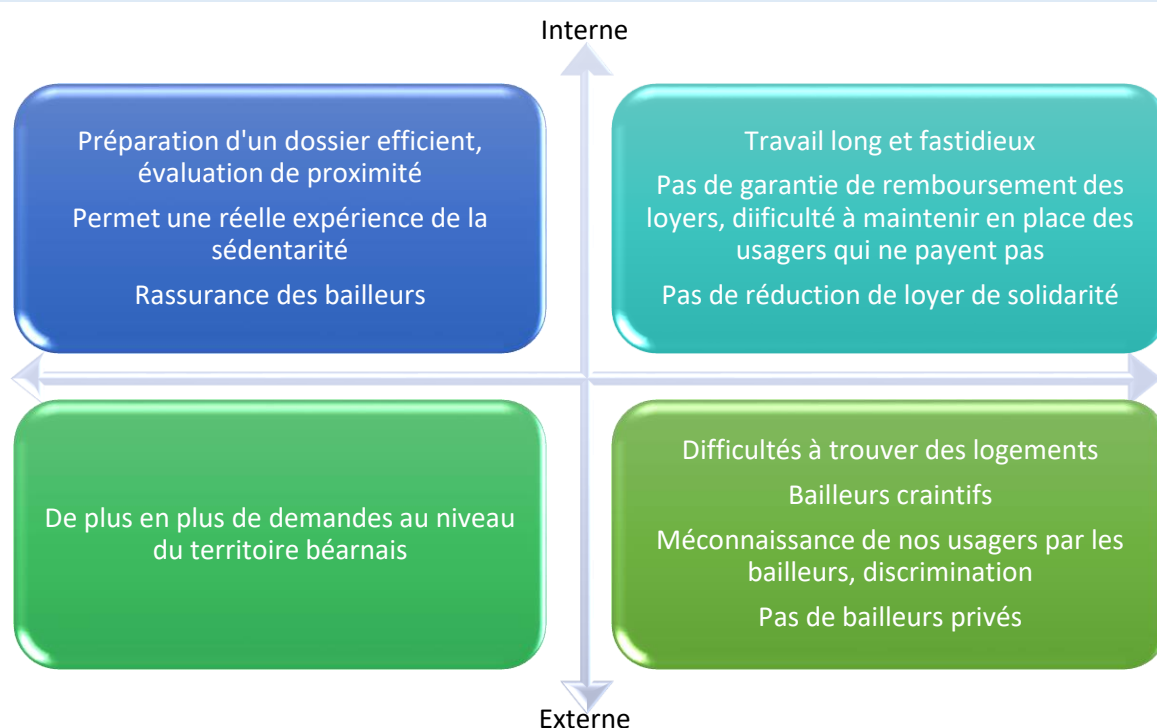 Interne
Préparation d'un dossier efficient,
évaluation de proximité
Permet une réelle expérience de la
sédentarité
Rassurance des bailleurs
Travail long et fastidieux
Pas de garantie de remboursement des
loyers, diificulté à maintenir en place des
usagers qui ne payent pas
Pas de réduction de loyer de solidarité
De plus en plus de demandes au niveau
du territoire béarnais
Difficultés à trouver des logements
Bailleurs craintifs
Méconnaissance de nos usagers par les
bailleurs, discrimination
Pas de bailleurs privés
Externe